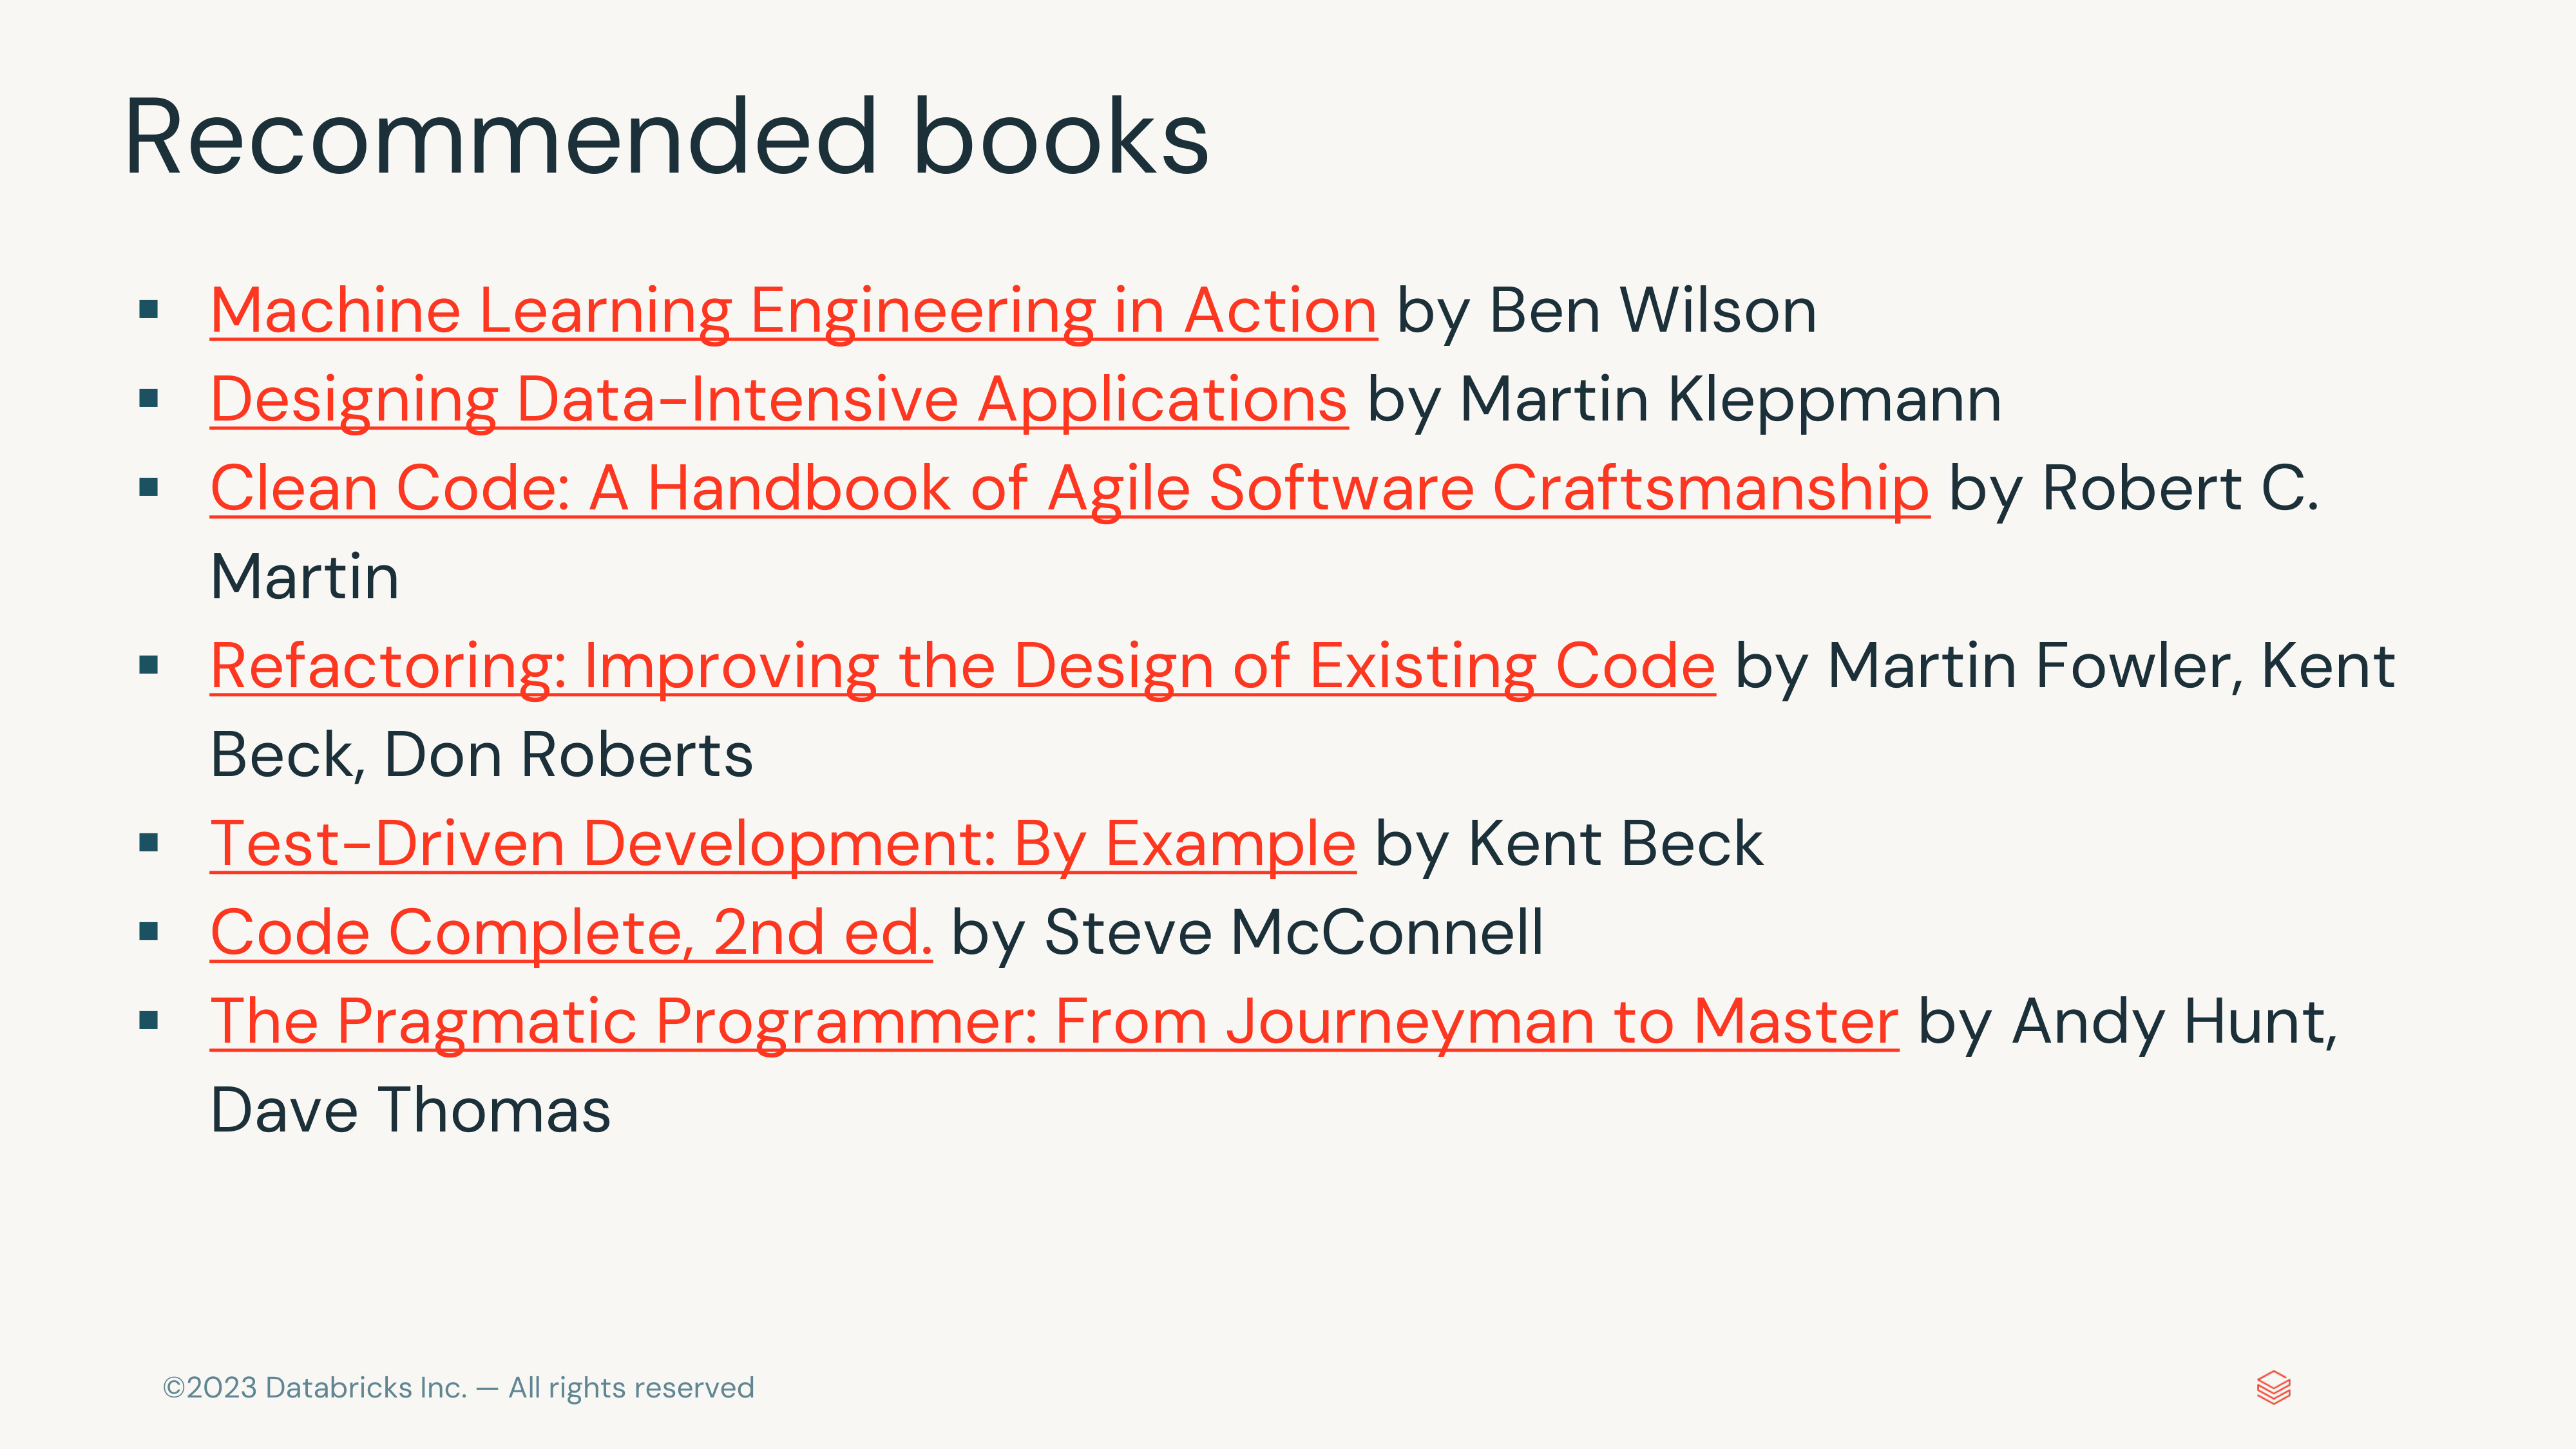 Recommended books
▪ Machine Learning Engineering in Action by Ben Wilson
▪ Designing Data-Intensive Applications by Martin Kleppmann
▪ Clean Code: A Handbook of Agile Software Craftsmanship by Robert C.
Martin
▪ Refactoring: Improving the Design of Existing Code by Martin Fowler, Kent
Beck, Don Roberts
▪ Test-Driven Development: By Example by Kent Beck
▪ Code Complete, 2nd ed. by Steve McConnell
▪ The Pragmatic Programmer: From Journeyman to Master by Andy Hunt,
Dave Thomas
©2023 Databricks Inc. — All rights reserved